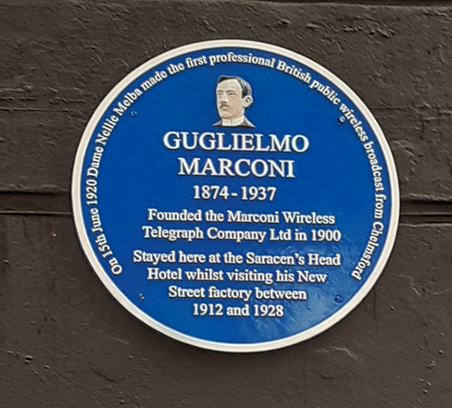 On 15th June 1920 Dame Nellie Melba made the first professional British public wireless broadcast from Chelmsford
GUGLIELMO
MARCONI
1874-1937
Founded the Marconi Wireless
Telegraph Company Ltd in 1900
Stayed here at the Saracen's Head
Hotel whilst visiting his New
Street factory between
1912 and 1928